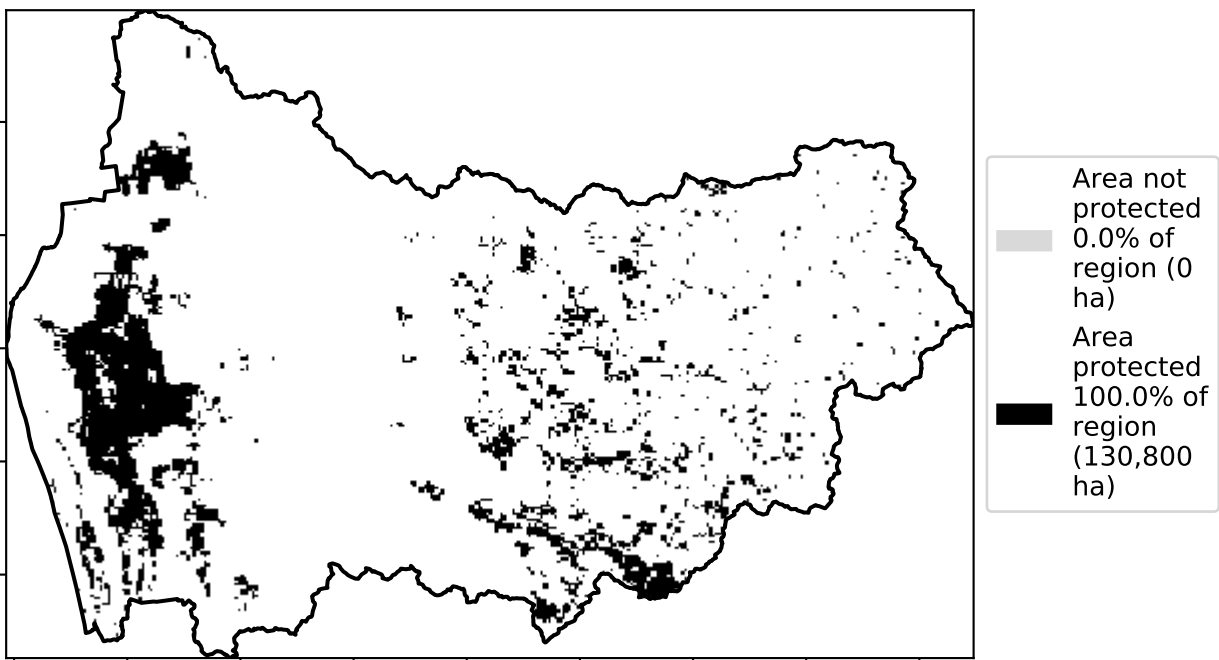 Area not
protected
0.0% of
region (0
ha)
Area
protected
100.0% of
region
(130,800
ha)